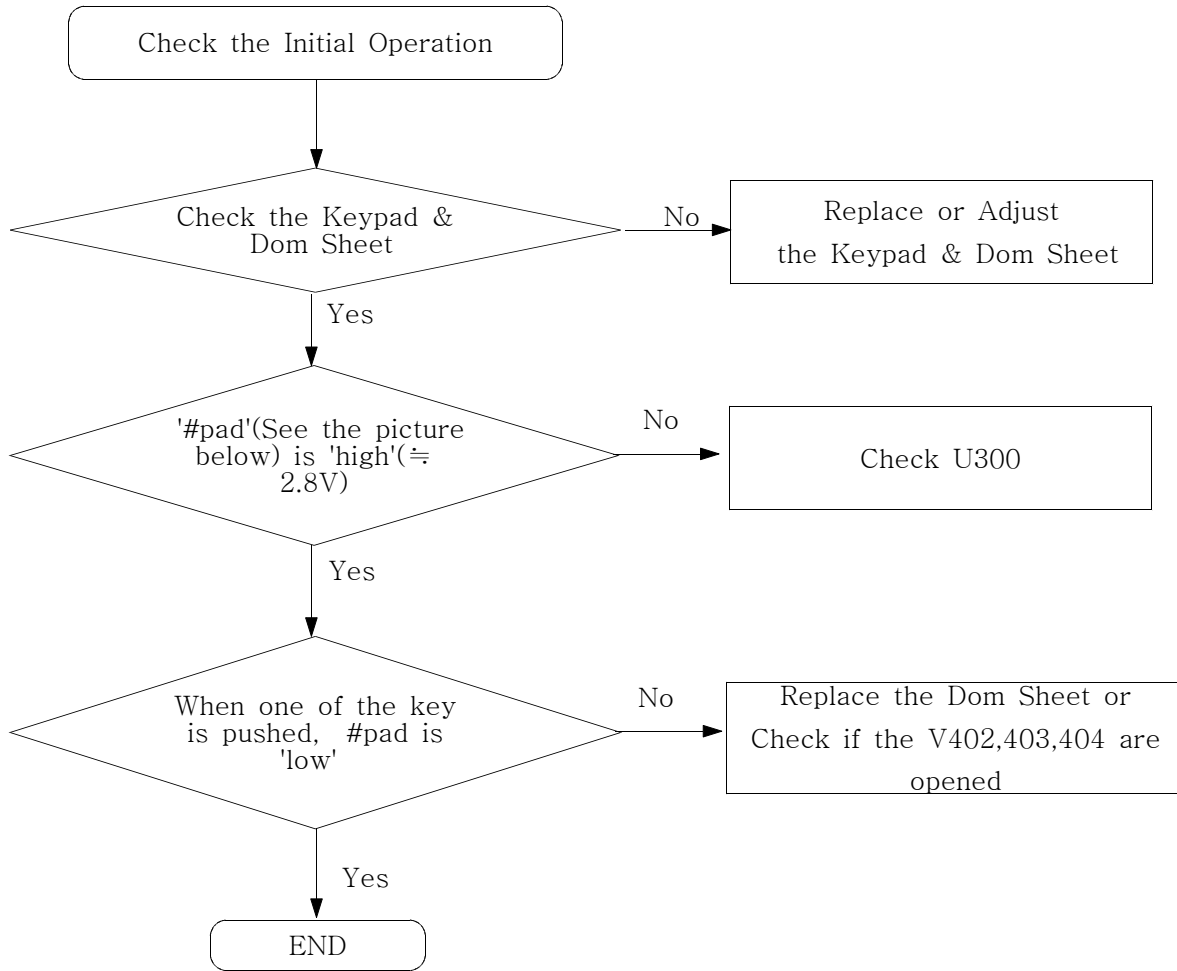 Check the Initial Operation
Check the Keypad &
Dom Sheet
No
Replace or Adjust
the Keypad & Dom Sheet
Yes
'#pad'(See the picture
below) is 'high'(≒
2.8V)
No
Check U300
Yes
When one of the key
is pushed, #pad is
'low'
No
Replace the Dom Sheet or
Check if the V402,403,404 are
opened
Yes
END